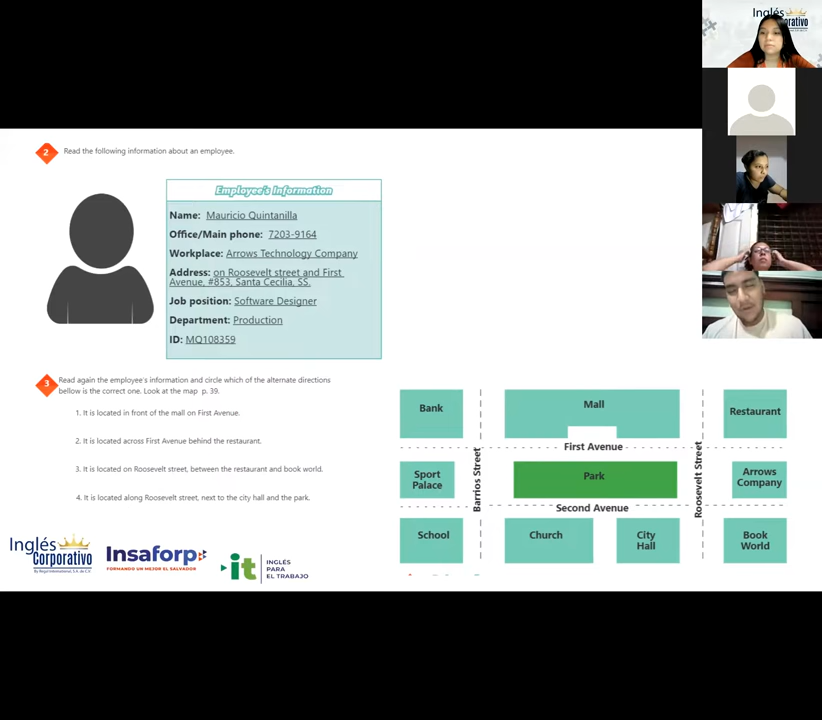 Inglés
Corporativo
2
Read the following information about an employee.
Employee's Information
Name: Mauricio Quintanilla
Office/Main phone: 7203-9164
Workplace: Arrows Technology Company
Address: on Roosevelt street and First
Avenue, #853, Santa Cecilia, SS.
Job position: Software Designer
Department: Production
ID: MQ108359
3
Read again the employee's information and circle which of the alternate directions
bellow is the correct one. Look at the map p. 39.
1. It is located in front of the mall on First Avenue.
2. It is located across First Avenue behind the restaurant.
3. It is located on Roosevelt street, between the restaurant and book world.
4. It is located along Roosevelt street, next to the city hall and the park.
Bank
Mall
Restaurant
First Avenue
Sport
Palace
Barrios Street
Park
Roosevelt Street
Arrows
Company
Second Avenue
School
Church
City
Hall
Book
World
Inglés
Corporativo
Insaforp
FORMANDO UN MEJOR EL SALVADOR
it
INGLÉS
PARA
EL TRABAJO